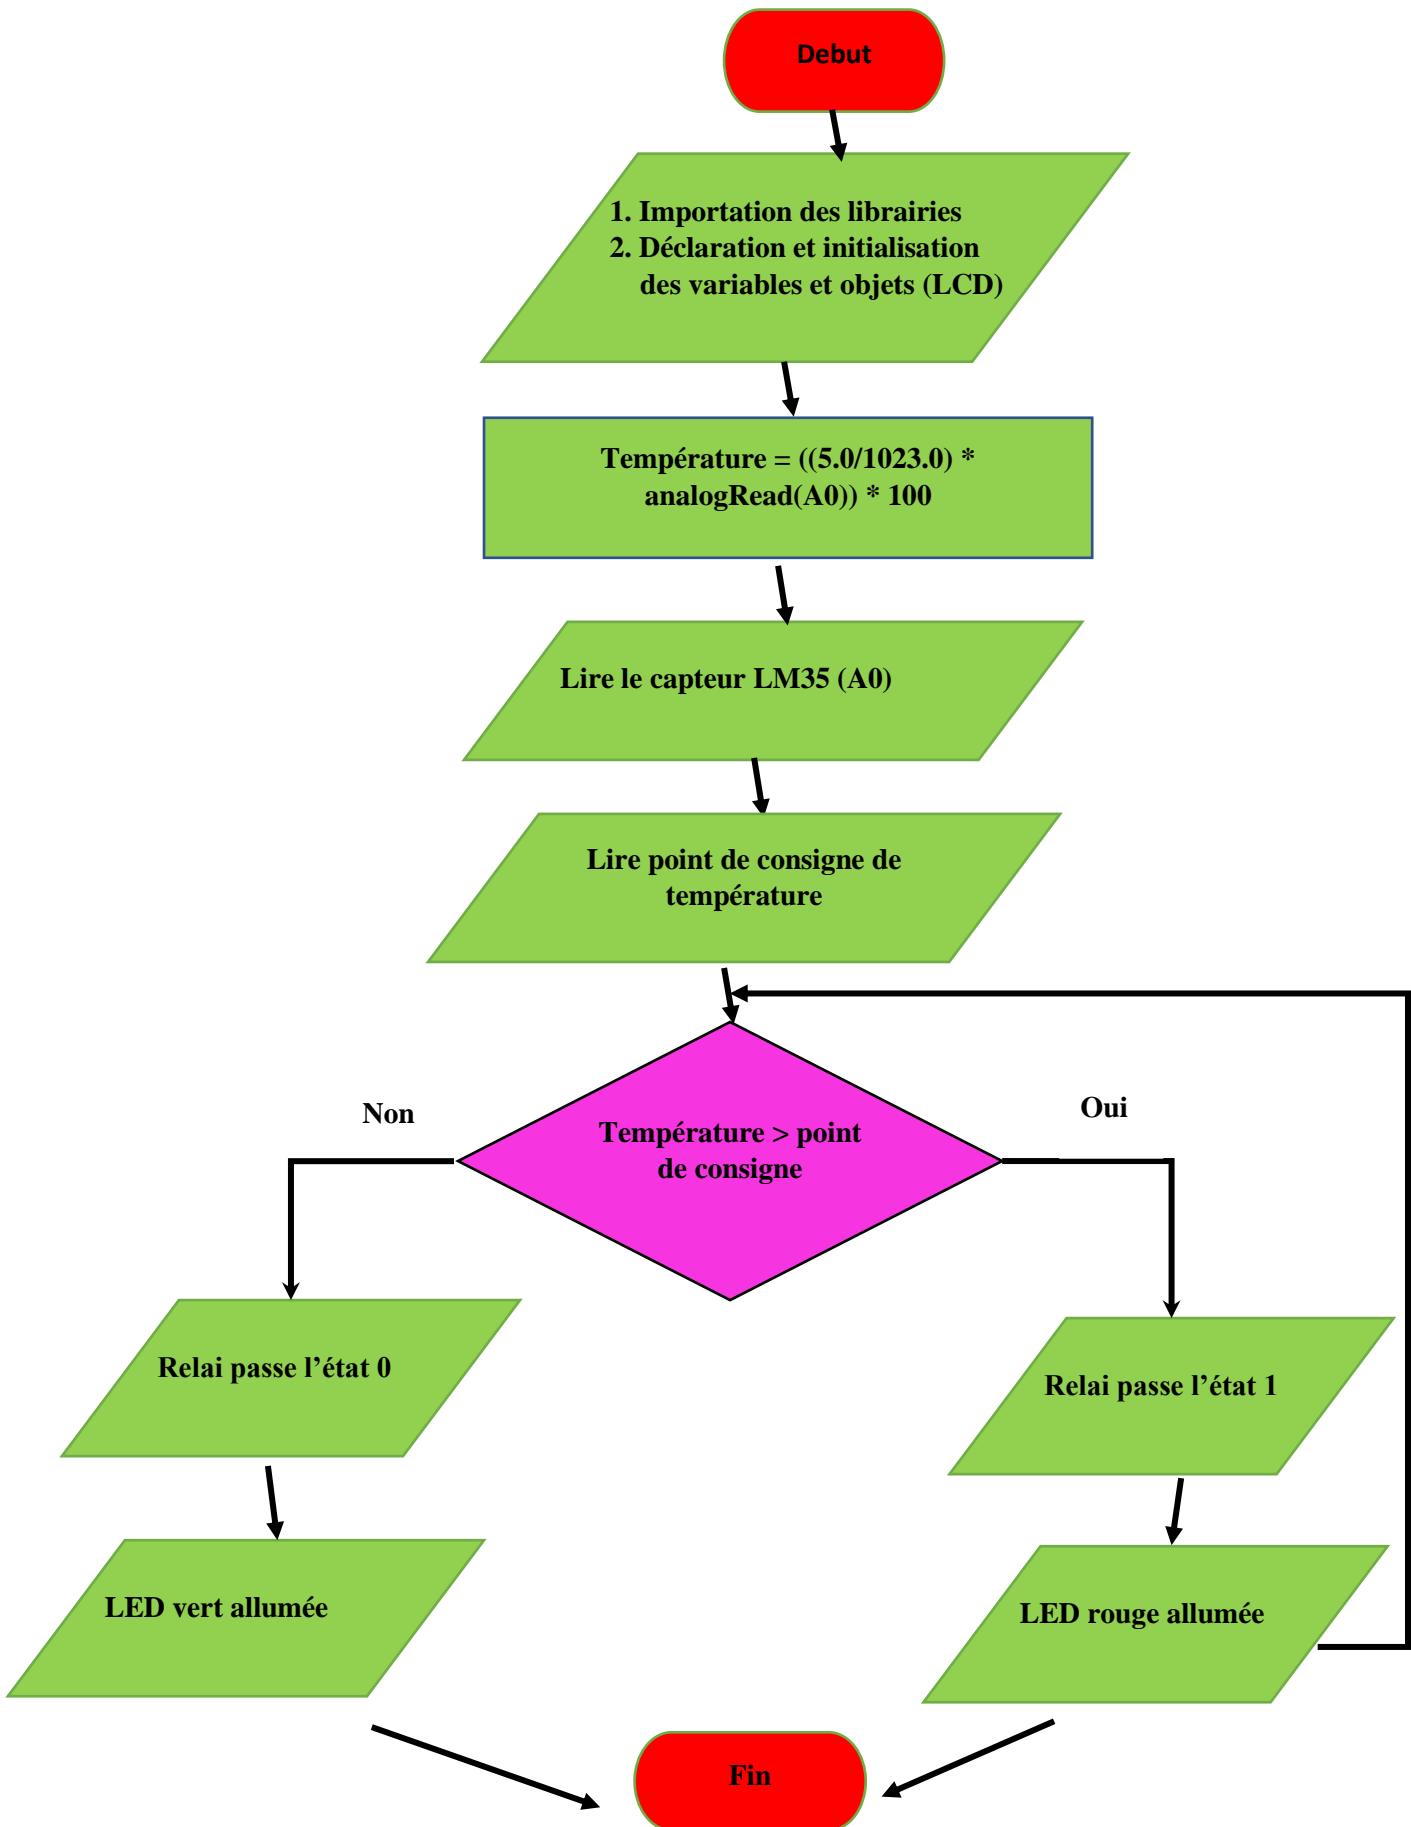 Debut
1. Importation des librairies
2. Déclaration et initialisation
des variables et objets (LCD)
Température = ((5.0/1023.0) *
analogRead(A0)) * 100
Lire le capteur LM35 (A0)
Lire point de consigne de
température
Non
Oui
Température > point
de consigne
Relai passe l’état 0
Relai passe l’état 1
LED vert allumée
LED rouge allumée
Fin